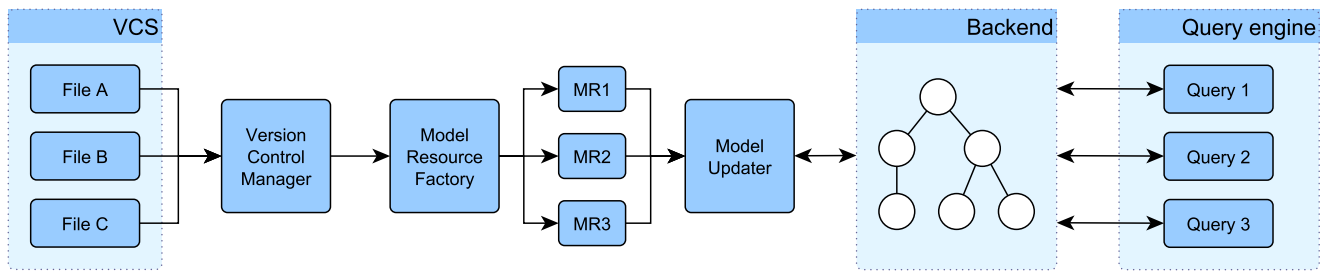 VCS
File A
File B
File C
Version
Control
Manager
Model
Resource
Factory
MR1
MR2
MR3
Model
Updater
Backend
Query engine
Query 1
Query 2
Query 3